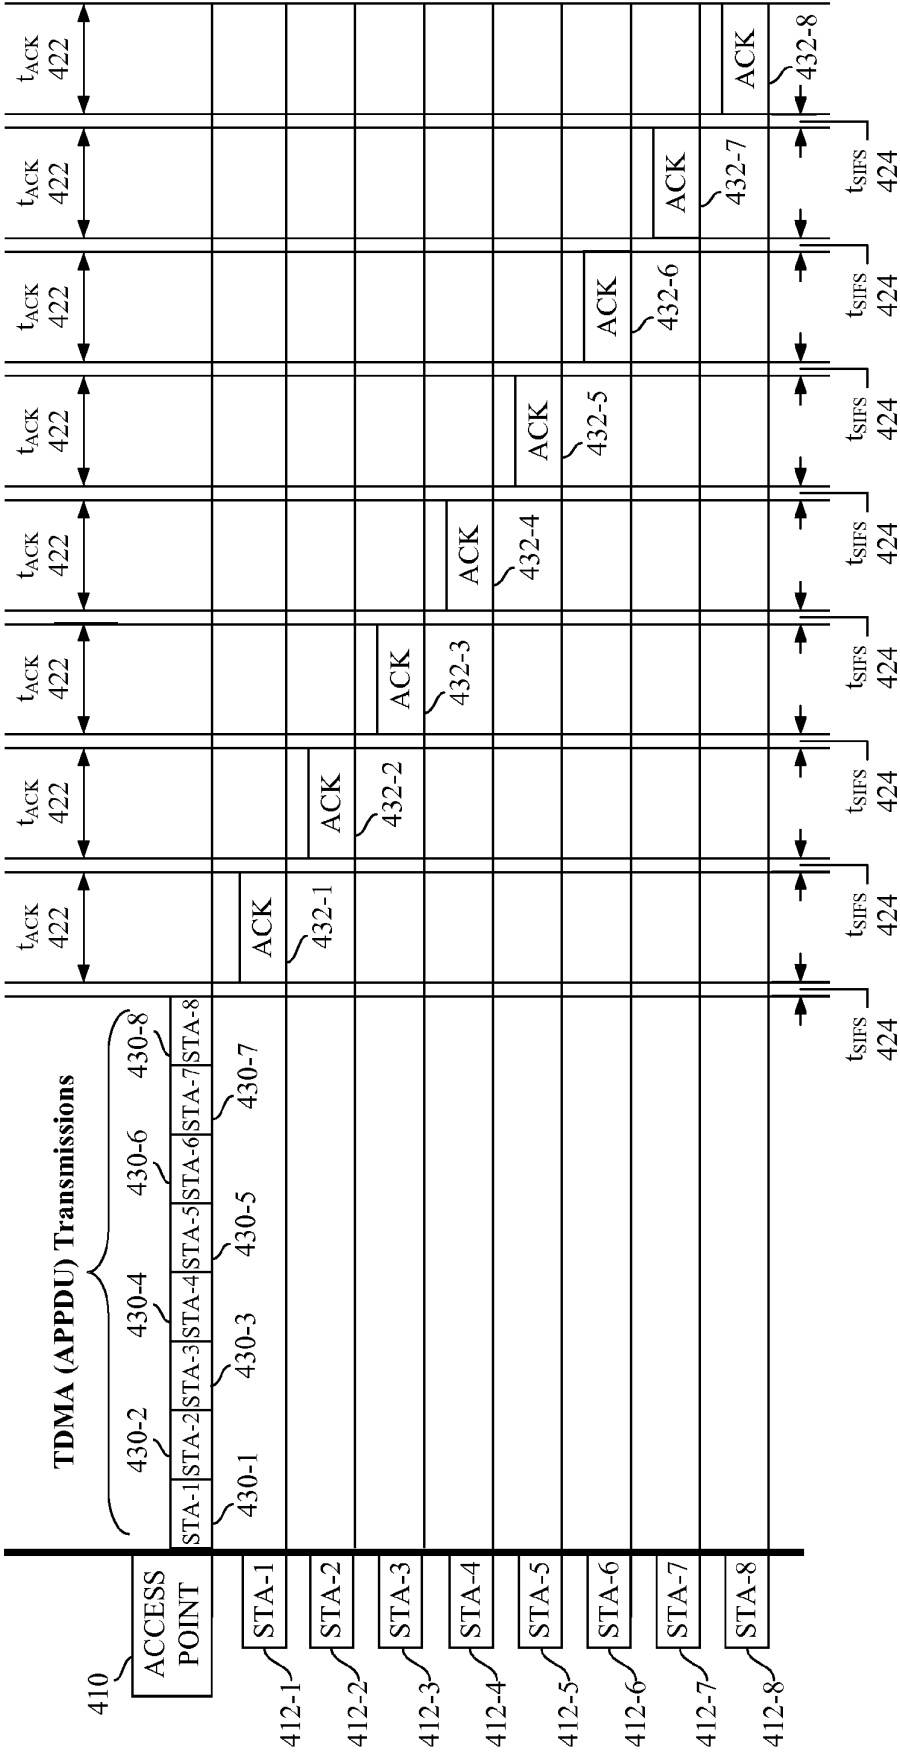 TDMA (APPDU) Transmissions
tACK
422
tACK
422
tACK
422
tACK
422
tACK
422
tACK
422
tACK
422
tACK
422
410
ACCESS
POINT
430-2
430-4
430-6
430-8
STA-1 STA-2 STA-3 STA-4 STA-5 STA-6 STA-7 STA-8
430-1
430-3
430-5
430-7
STA-1
412-1
ACK
432-1
STA-2
412-2
ACK
432-2
STA-3
412-3
ACK
432-3
STA-4
412-4
ACK
432-4
STA-5
412-5
ACK
432-5
STA-6
412-6
ACK
432-6
STA-7
412-7
ACK
432-7
STA-8
412-8
ACK
432-8
tSIFS
424
tSIFS
424
tSIFS
424
tSIFS
424
tSIFS
424
tSIFS
424
tSIFS
424
tSIFS
424